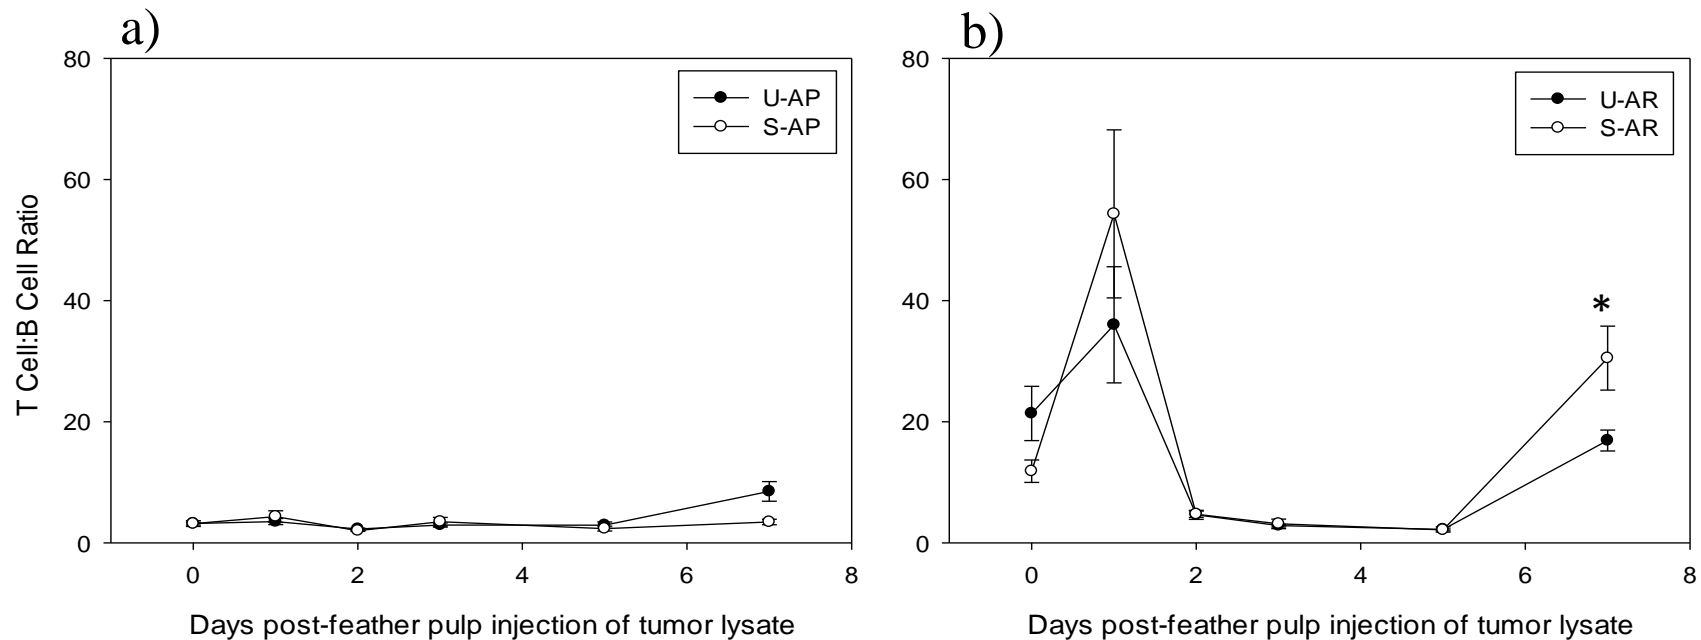 a)
T Cell:B Cell Ratio
80
60
40
20
0
U-AP
S-AP
0 2 4 6 8
Days post-feather pulp injection of tumor lysate
b)
80
60
40
20
0
U-AR
S-AR
*
0 2 4 6 8
Days post-feather pulp injection of tumor lysate